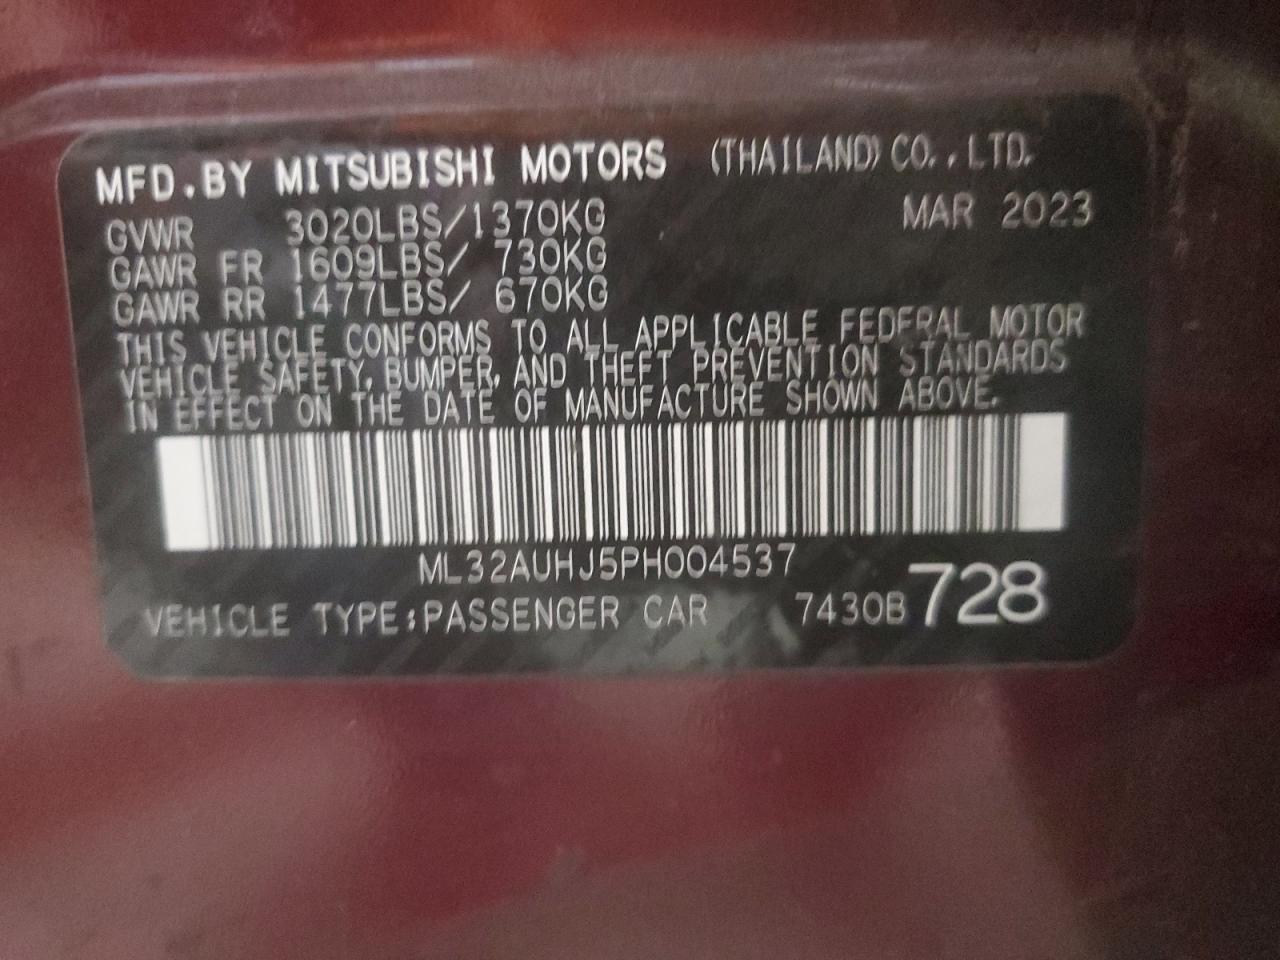 MFD.BY MITSUBISHI MOTORS (THAILAND) CO.,LTD.
GVWR 3020LBS/1370KG MAR 2023
GAWR FR 1609LBS/ 730KG
GAWR RR 1477LBS/ 670KG
THIS VEHICLE CONFORMS TO ALL APPLICABLE FEDERAL MOTOR
VEHICLE SAFETY, BUMPER, AND THEFT PREVENTION STANDARDS
IN EFFECT ON THE DATE OF MANUFACTURE SHOWN ABOVE.
ML32AUHJ5PH004537
VEHICLE TYPE:PASSENGER CAR 7430B 728